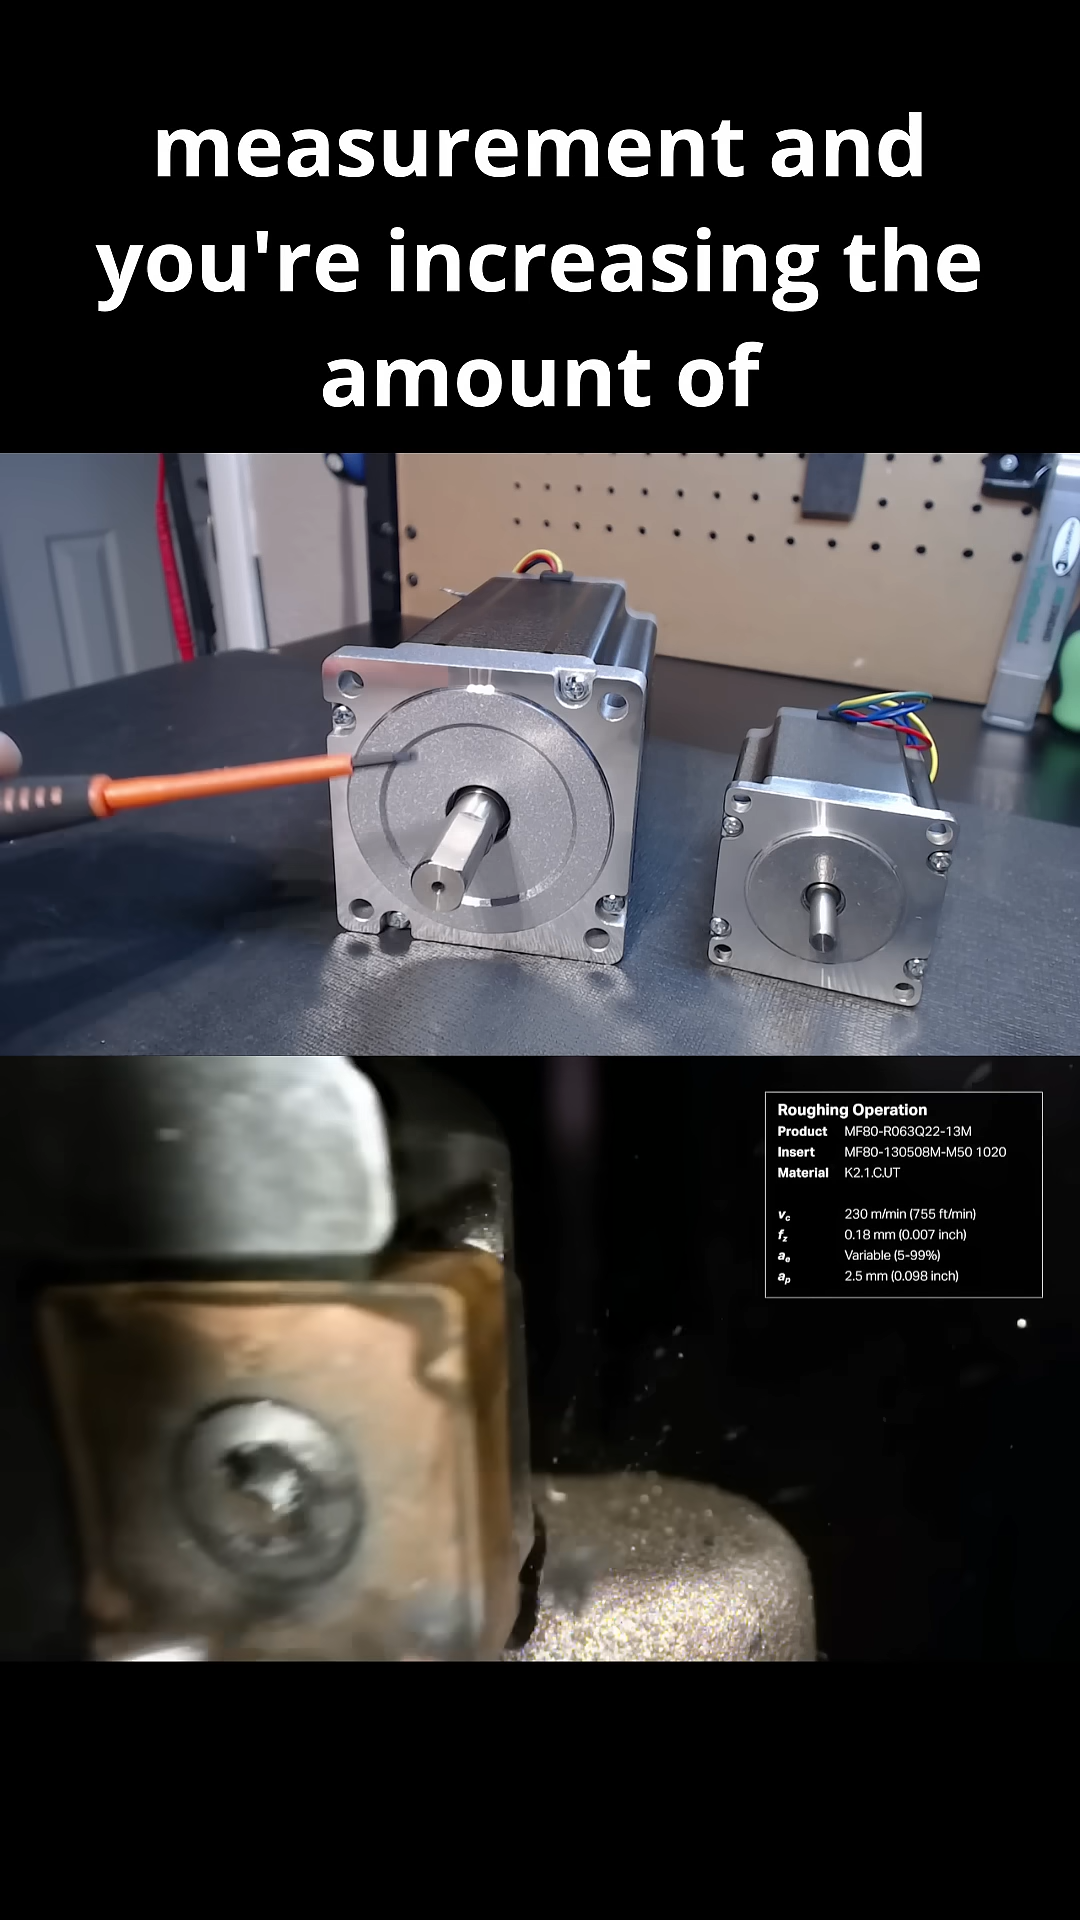 measurement and
you're increasing the
amount of
Roughing Operation
Product MF80-R063Q22-13M
Insert MF80-130508M-M50 1020
Material K2.1.C.UT
vc 230 m/min (755 ft/min)
fz 0.18 mm (0.007 inch)
ae Variable (5-99%)
ap 2.5 mm (0.098 inch)